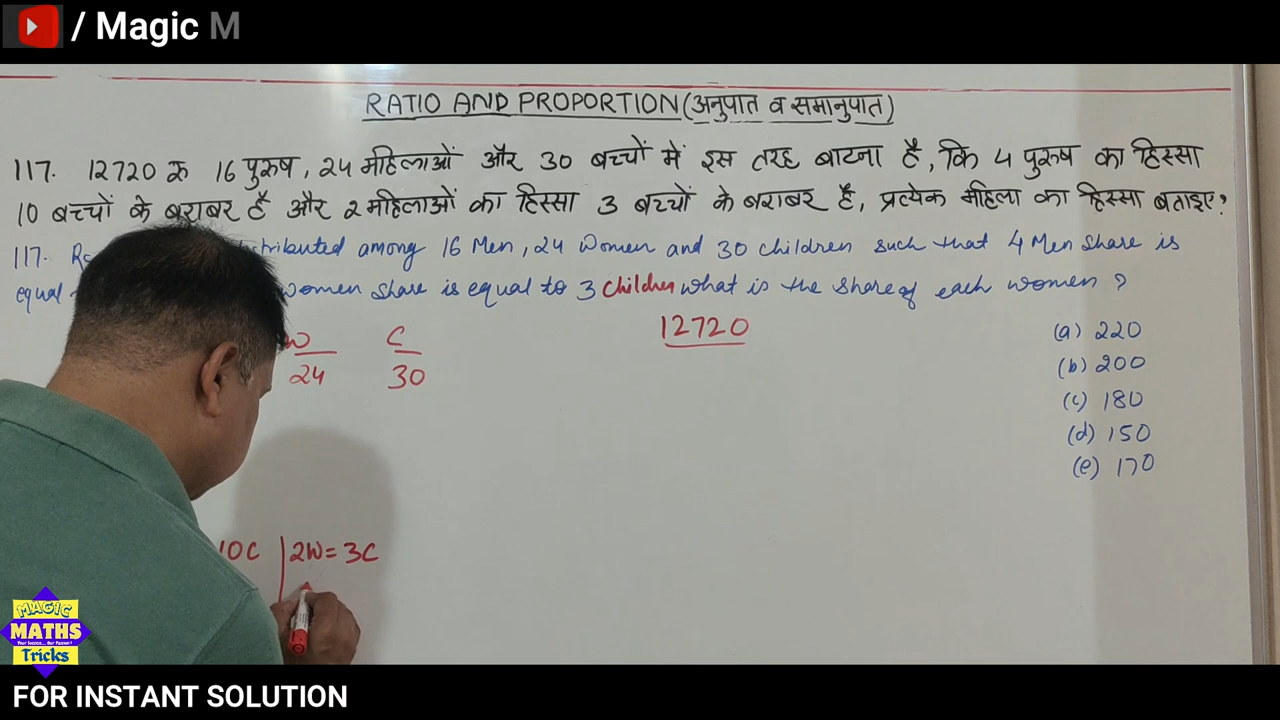 / Magic M
RATIO AND PROPORTION (अनुपात व समानुपात)
117. 12720 रु 16 पुरुष, 24 महिलाओं और 30 बच्चों में इस तरह बाटना है, कि 4 पुरुष का हिस्सा
10 बच्चों के बराबर है और 2 महिलाओं का हिस्सा 3 बच्चों के बराबर है, प्रत्येक महिला का हिस्सा बताइए?
117. among 16 Men, 24 women and 30 children such that 4 Men share is
equal women share is equal to 3 children what is the share of each women ?
W C 12720
24 30
(a) 220
(b) 200
(c) 180
(d) 150
(e) 170
10C | 2W = 3C
MAGIC
MATHS
Tricks
FOR INSTANT SOLUTION